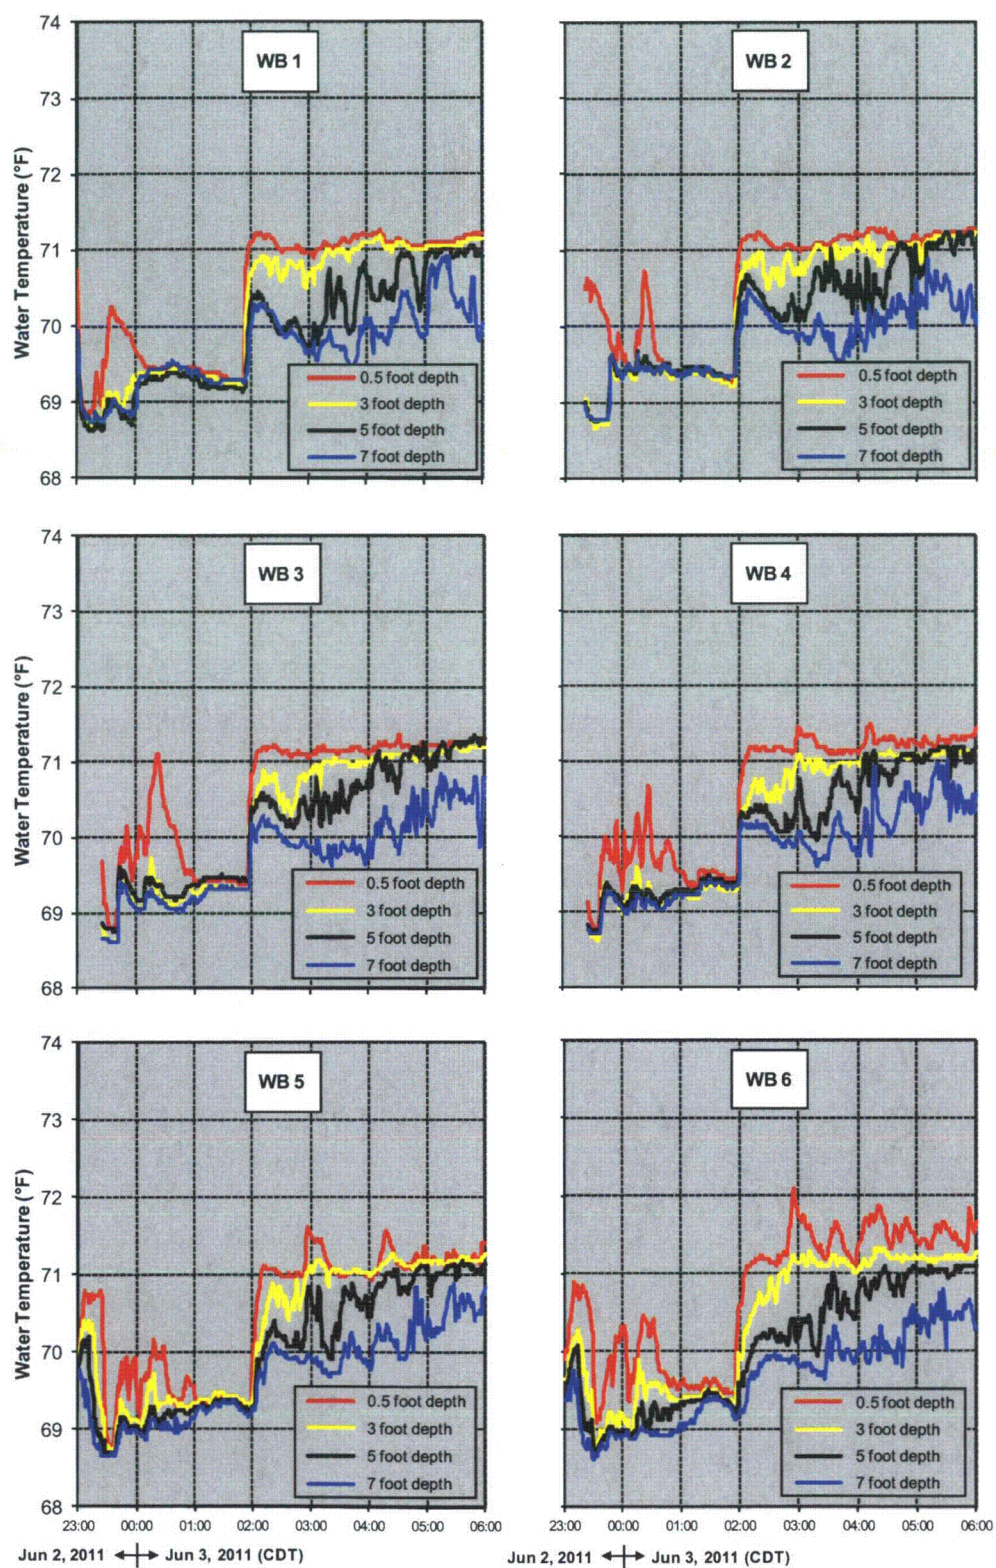 WB 1
WB 2
74
73
72
71
70
69
68
Water Temperature (°F)
0.5 foot depth
3 foot depth
5 foot depth
7 foot depth
0.5 foot depth
3 foot depth
5 foot depth
7 foot depth
WB 3
WB 4
74
73
72
71
70
69
68
Water Temperature (°F)
0.5 foot depth
3 foot depth
5 foot depth
7 foot depth
0.5 foot depth
3 foot depth
5 foot depth
7 foot depth
WB 5
WB 6
74
73
72
71
70
69
68
Water Temperature (°F)
0.5 foot depth
3 foot depth
5 foot depth
7 foot depth
0.5 foot depth
3 foot depth
5 foot depth
7 foot depth
23:00 00:00 01:00 02:00 03:00 04:00 05:00 06:00
23:00 00:00 01:00 02:00 03:00 04:00 05:00 06:00
Jun 2, 2011 Jun 3, 2011 (CDT)
Jun 2, 2011 Jun 3, 2011 (CDT)